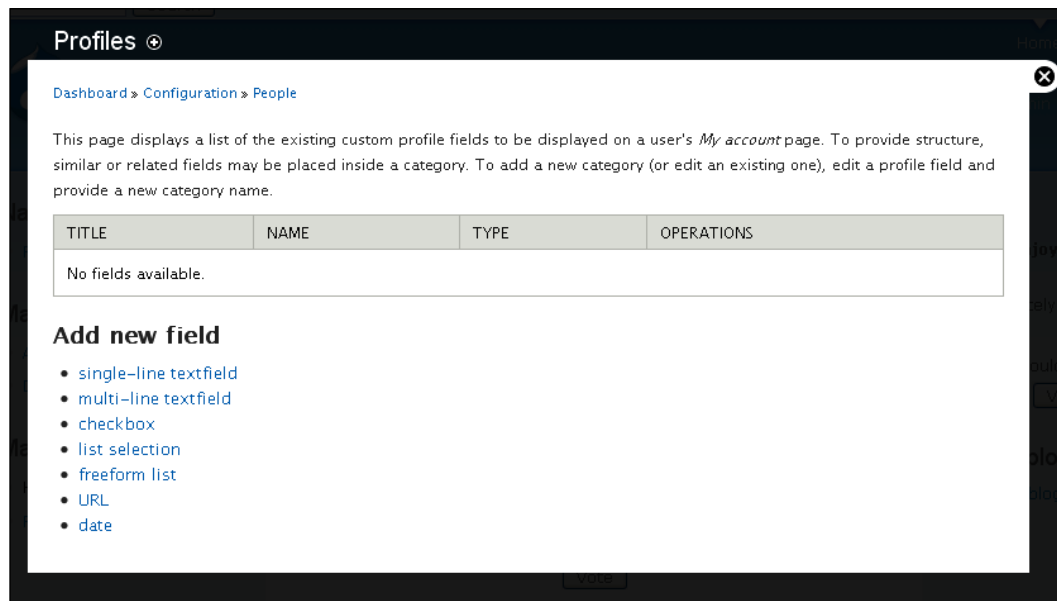 Profiles
Home
Dashboard » Configuration » People
This page displays a list of the existing custom profile fields to be displayed on a user's My account page. To provide structure,
similar or related fields may be placed inside a category. To add a new category (or edit an existing one), edit a profile field and
provide a new category name.
TITLE NAME TYPE OPERATIONS
No fields available.
Add new field
single-line textfield
multi-line textfield
checkbox
list selection
freeform list
URL
date
Vote